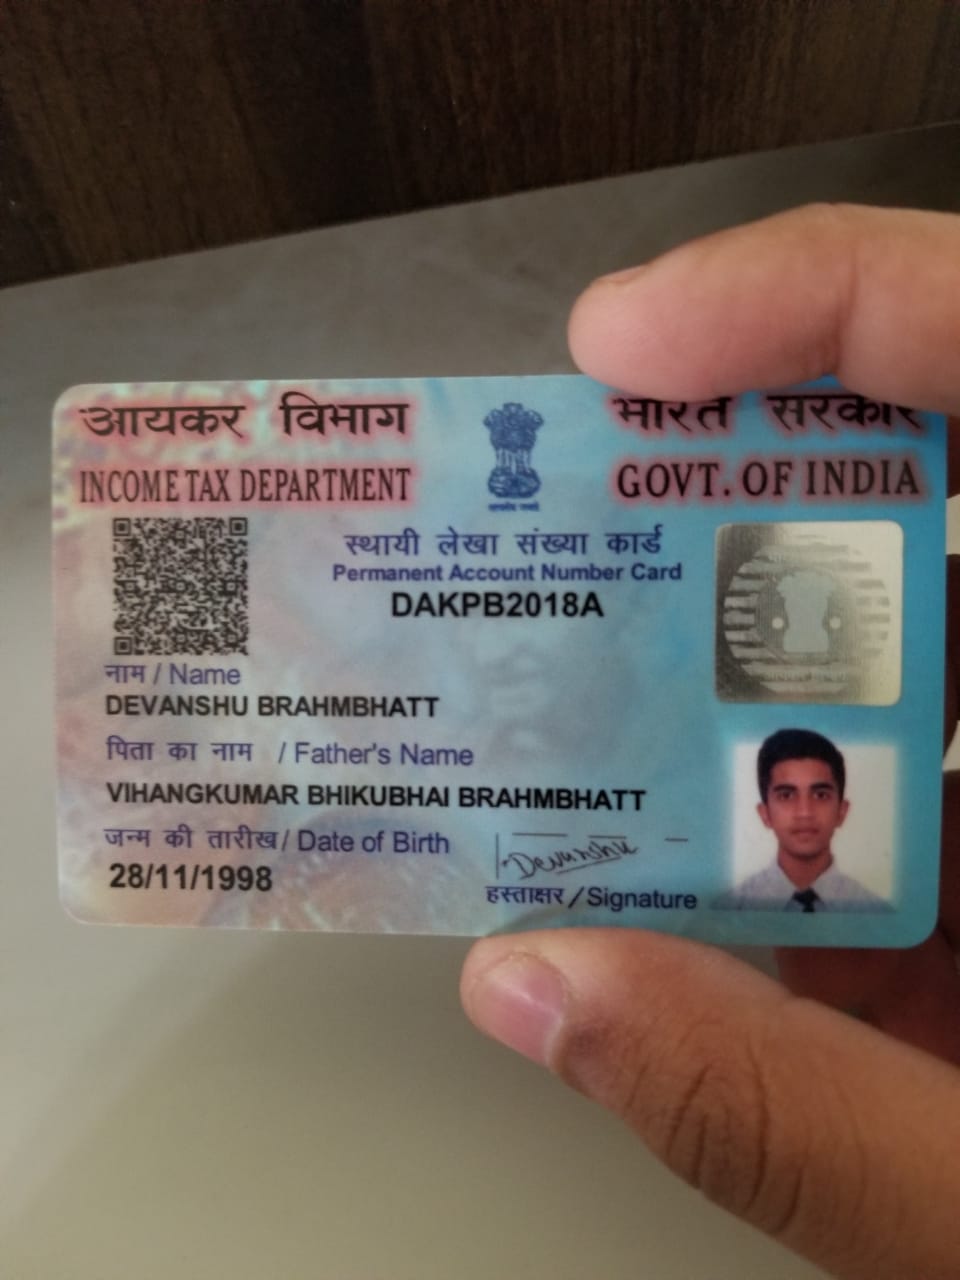 आयकर विभाग
INCOME TAX DEPARTMENT
भारत सरकार
GOVT. OF INDIA
स्थायी लेखा संख्या कार्ड
Permanent Account Number Card
DAKPB2018A
नाम / Name
DEVANSHU BRAHMBHATT
पिता का नाम / Father's Name
VIHANGKUMAR BHIKUBHAI BRAHMBHATT
जन्म की तारीख / Date of Birth
28/11/1998
Devanshu
हस्ताक्षर / Signature